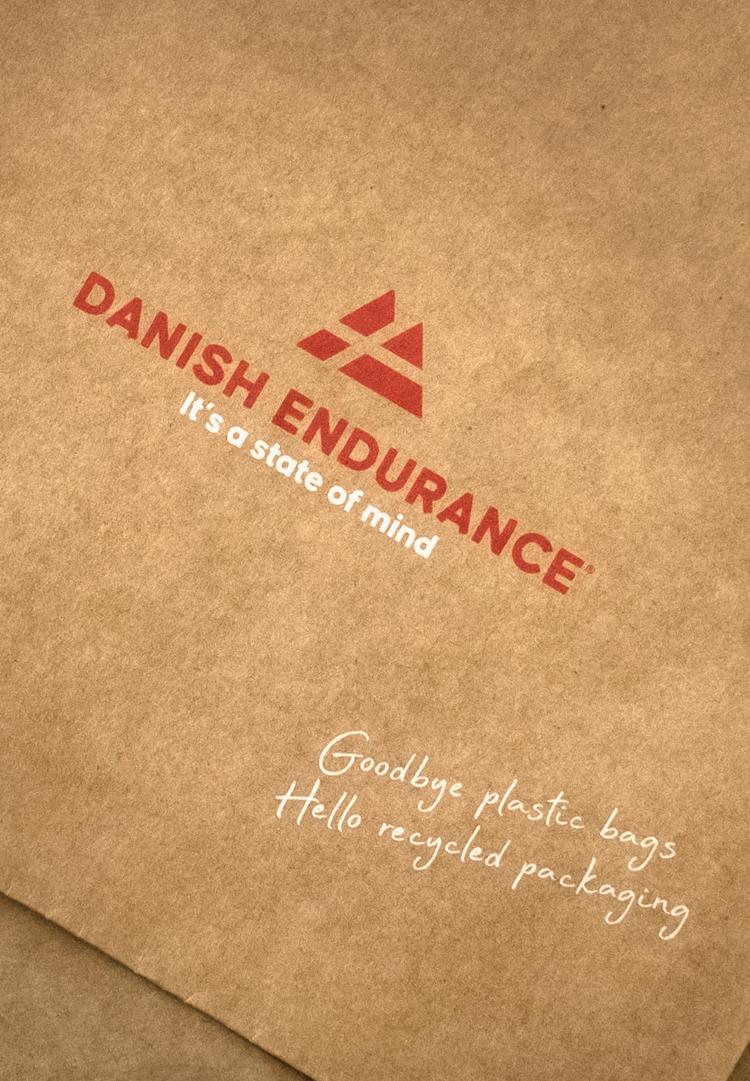 DANISH ENDURANCE®
It's a state of mind
Goodbye plastic bags
Hello recycled packaging